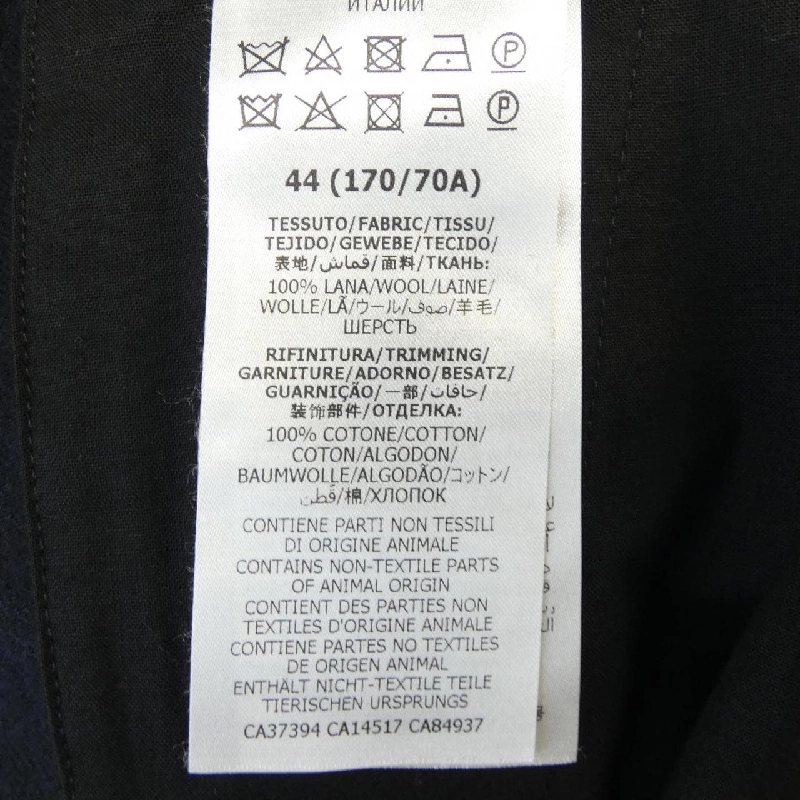 ИТАЛИИ
P
P
44 (170/70A)
TESSUTO/FABRIC/TISSU/
TEJIDO/GEWEBE/TECIDO/
表地/قماش/面料/ТКАНЬ:
100% LANA/WOOL/LAINE/
WOLLE/LÃ/ウール/صوف/羊毛/
ШЕРСТЬ
RIFINITURA/TRIMMING/
GARNITURE/ADORNO/BESATZ/
GUARNIÇÃO/一部/حافات/
装饰部件/ОТДЕЛКА:
100% COTONE/COTTON/
COTON/ALGODON/
BAUMWOLLE/ALGODÃO/コットン/
قطن/棉/ХЛОПОК
CONTIENE PARTI NON TESSILI
DI ORIGINE ANIMALE
CONTAINS NON-TEXTILE PARTS
OF ANIMAL ORIGIN
CONTIENT DES PARTIES NON
TEXTILES D'ORIGINE ANIMALE
CONTIENE PARTES NO TEXTILES
DE ORIGEN ANIMAL
ENTHÄLT NICHT-TEXTILE TEILE
TIERISCHEN URSPRUNGS
CA37394 CA14517 CA84937